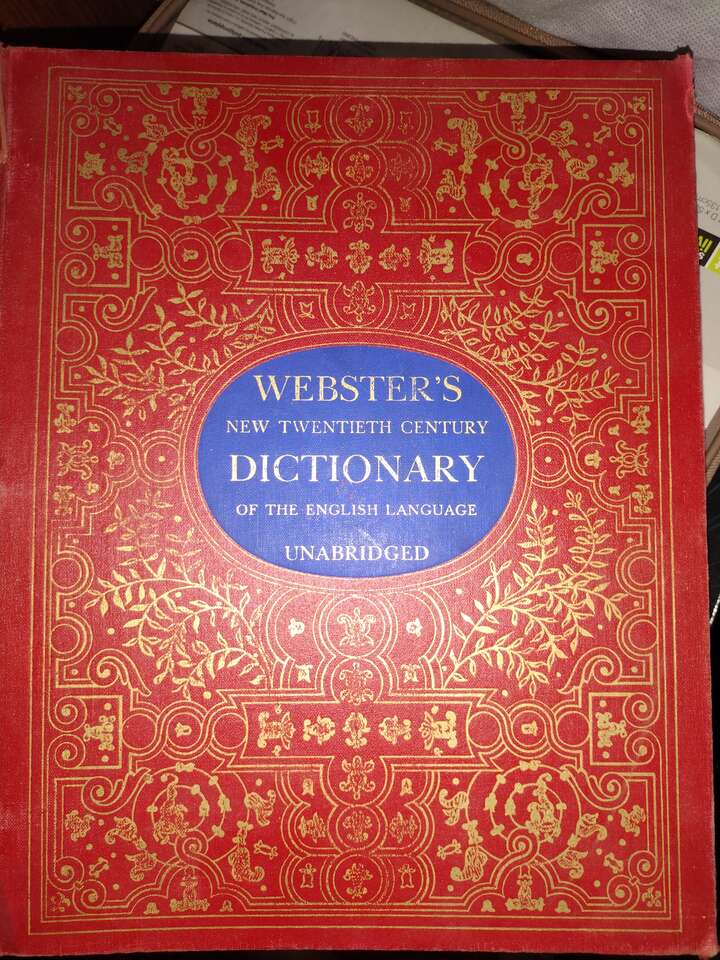 WEBSTER'S
NEW TWENTIETH CENTURY
DICTIONARY
OF THE ENGLISH LANGUAGE
UNABRIDGED